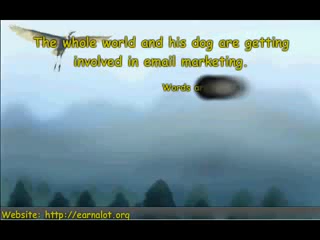 The whole world and his dog are getting
involved in email marketing.
Words
Website: http://earnalot.org